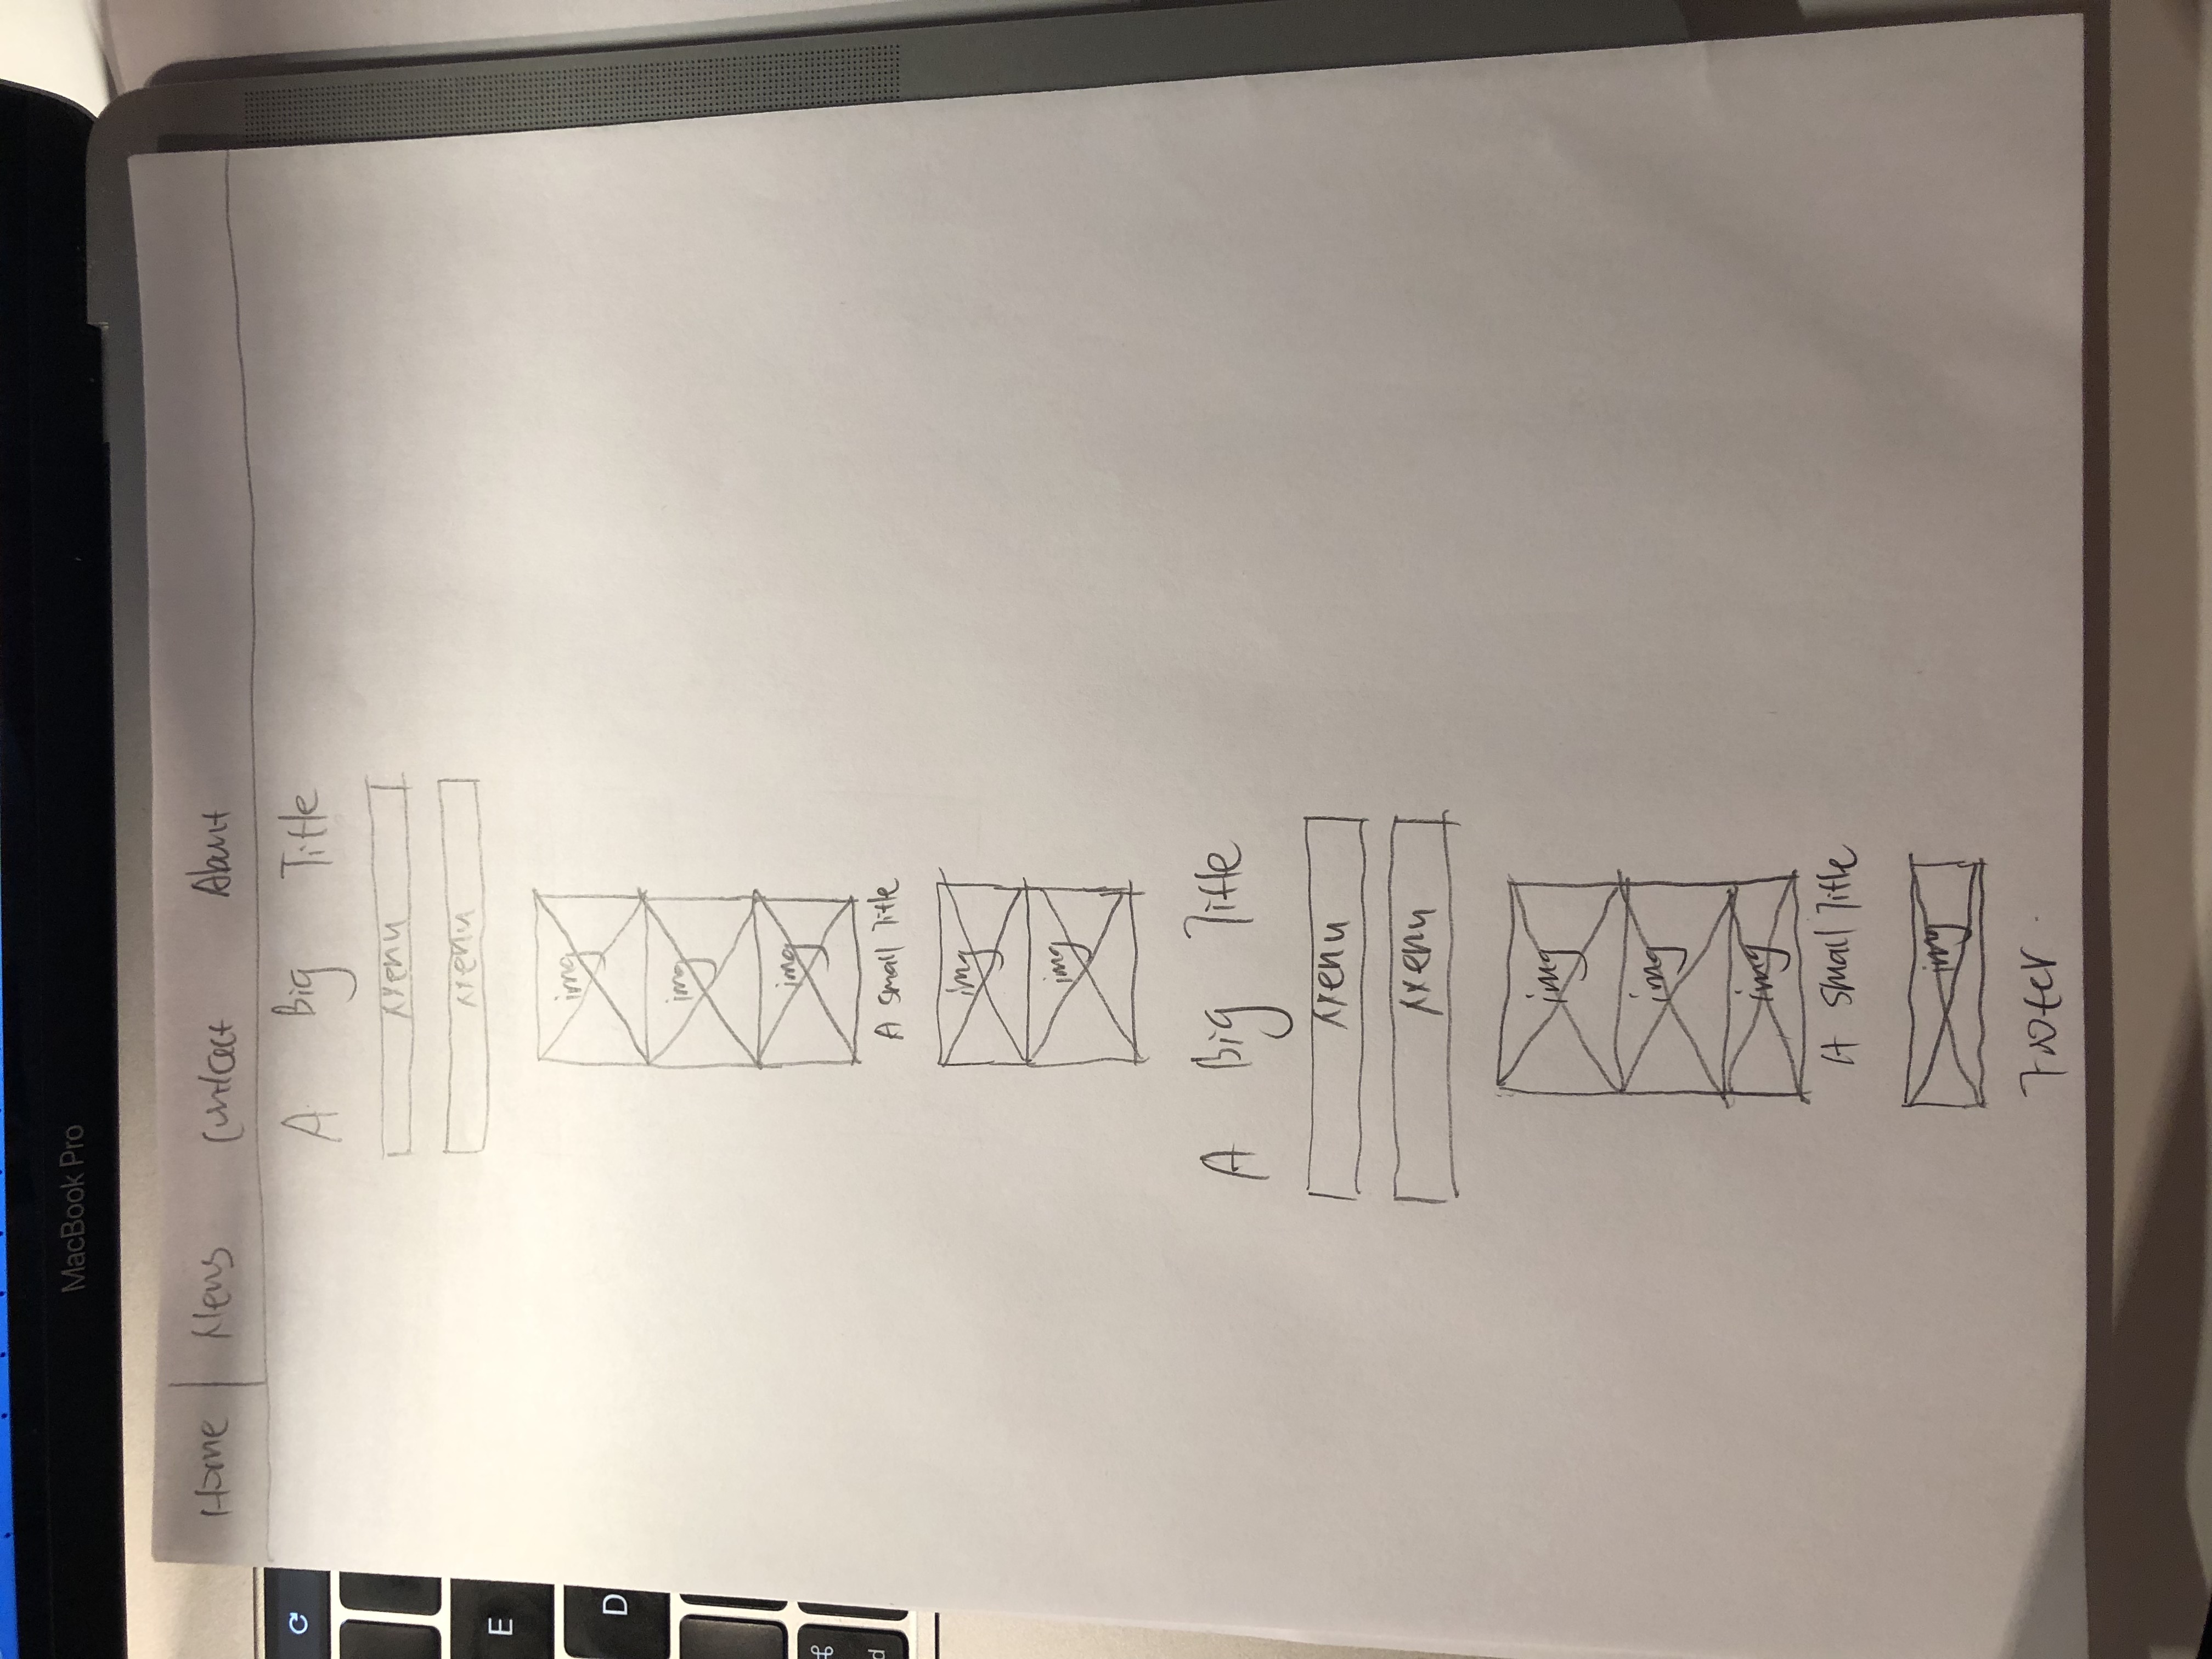 MacBook Pro
Home News Contact About
A Big Title
Menu
Menu
img
img
img
A small Title
img
img
A Big Title
Menu
Menu
img
img
img
A small Title
img
Footer
E
D
⌘
d